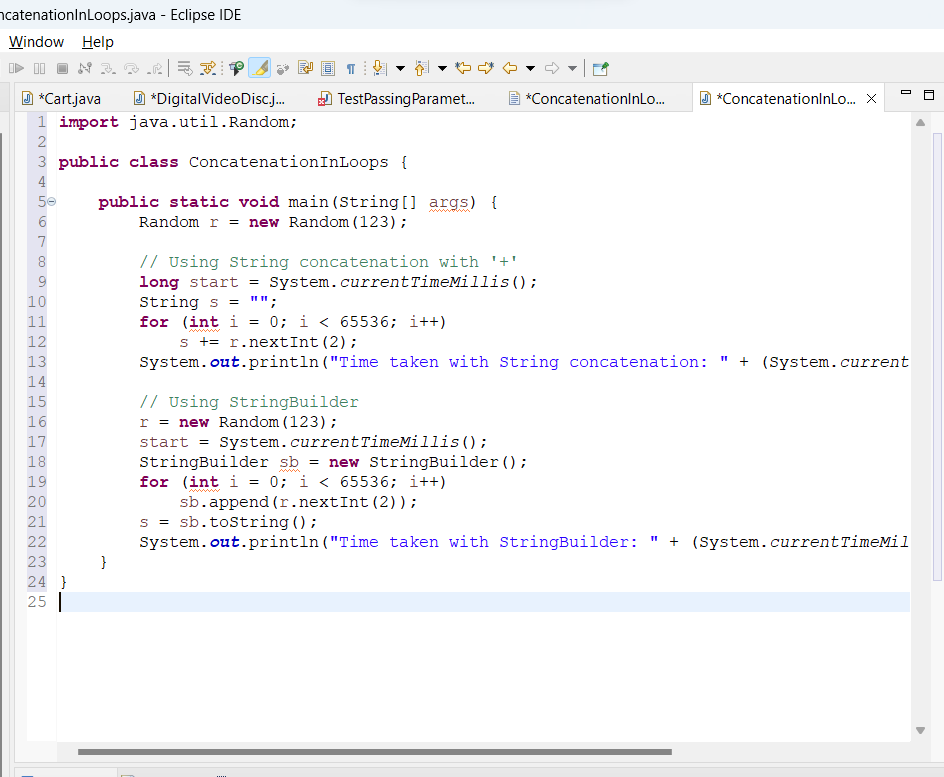 ncatenationInLoops.java - Eclipse IDE
Window Help
*Cart.java *DigitalVideoDisc.j... TestPassingParamet... *ConcatenationInLo... *ConcatenationInLo...
1 import java.util.Random;
2
3 public class ConcatenationInLoops {
4
5 public static void main(String[] args) {
6 Random r = new Random(123);
7
8 // Using String concatenation with '+'
9 long start = System.currentTimeMillis();
10 String s = "";
11 for (int i = 0; i < 65536; i++)
12 s += r.nextInt(2);
13 System.out.println("Time taken with String concatenation: " + (System.current
14
15 // Using StringBuilder
16 r = new Random(123);
17 start = System.currentTimeMillis();
18 StringBuilder sb = new StringBuilder();
19 for (int i = 0; i < 65536; i++)
20 sb.append(r.nextInt(2));
21 s = sb.toString();
22 System.out.println("Time taken with StringBuilder: " + (System.currentTimeMil
23 }
24 }
25